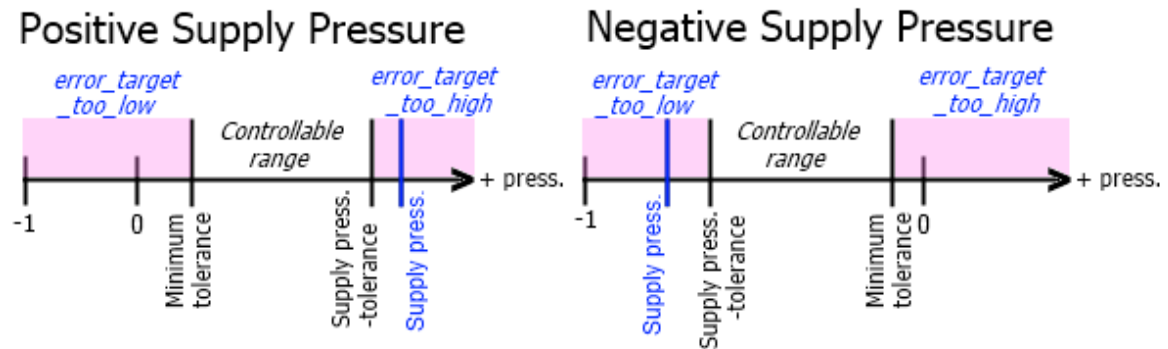 Positive Supply Pressure
error_target
_too_low
error_target
_too_high
Controllable
range
+ press.
-1
0
Minimum
tolerance
Supply press.
-tolerance
Supply press.
Negative Supply Pressure
error_target
_too_low
error_target
_too_high
Controllable
range
+ press.
-1
0
Supply press.
Supply press.
-tolerance
Minimum
tolerance